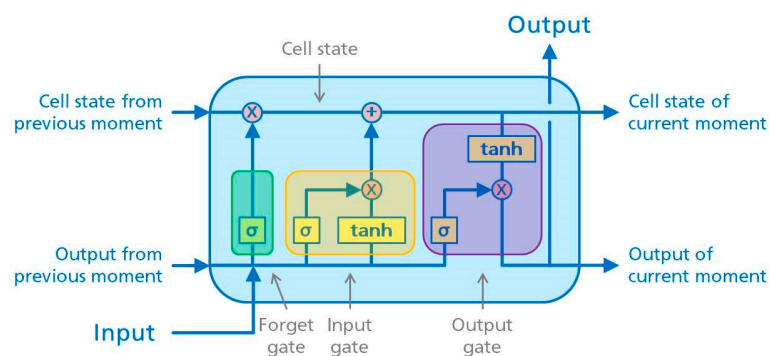 Output
Cell state
Cell state from
previous moment
X
+
Cell state of
current moment
tanh
X
X
σ
σ
tanh
σ
Output from
previous moment
Output of
current moment
Input
Forget
gate
Input
gate
Output
gate